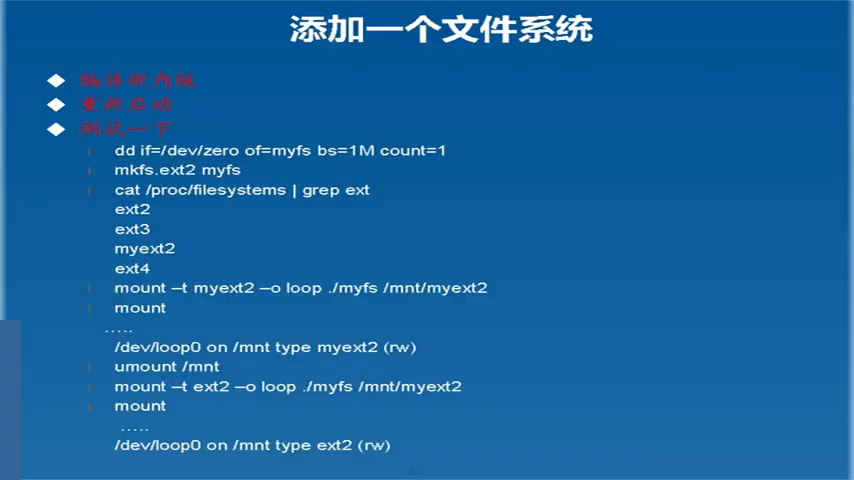 添加一个文件系统
编译新内核
重新启动
测试一下
dd if=/dev/zero of=myfs bs=1M count=1
mkfs.ext2 myfs
cat /proc/filesystems | grep ext
ext2
ext3
myext2
ext4
mount –t myext2 –o loop ./myfs /mnt/myext2
mount
…..
/dev/loop0 on /mnt type myext2 (rw)
umount /mnt
mount –t ext2 –o loop ./myfs /mnt/myext2
mount
…..
/dev/loop0 on /mnt type ext2 (rw)